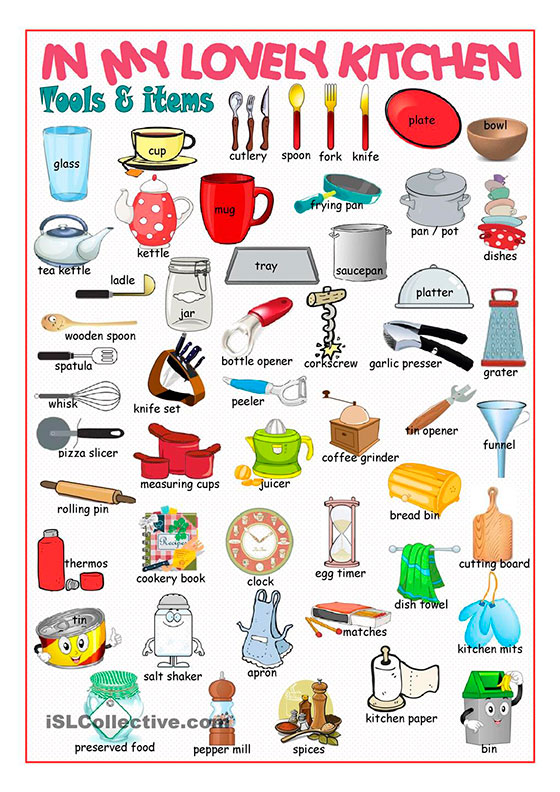 IN MY LOVELY KITCHEN
Tools & items
glass
cup
cutlery
spoon
fork
knife
plate
bowl
tea kettle
kettle
mug
frying pan
pan / pot
dishes
ladle
jar
tray
saucepan
platter
wooden spoon
bottle opener
corkscrew
garlic presser
grater
spatula
whisk
knife set
peeler
coffee grinder
tin opener
funnel
pizza slicer
measuring cups
juicer
rolling pin
bread bin
thermos
Recipes
cookery book
clock
egg timer
dish towel
cutting board
tin
salt shaker
apron
matches
kitchen mits
kitchen paper
iSLCollective.com
preserved food
pepper mill
spices
bin